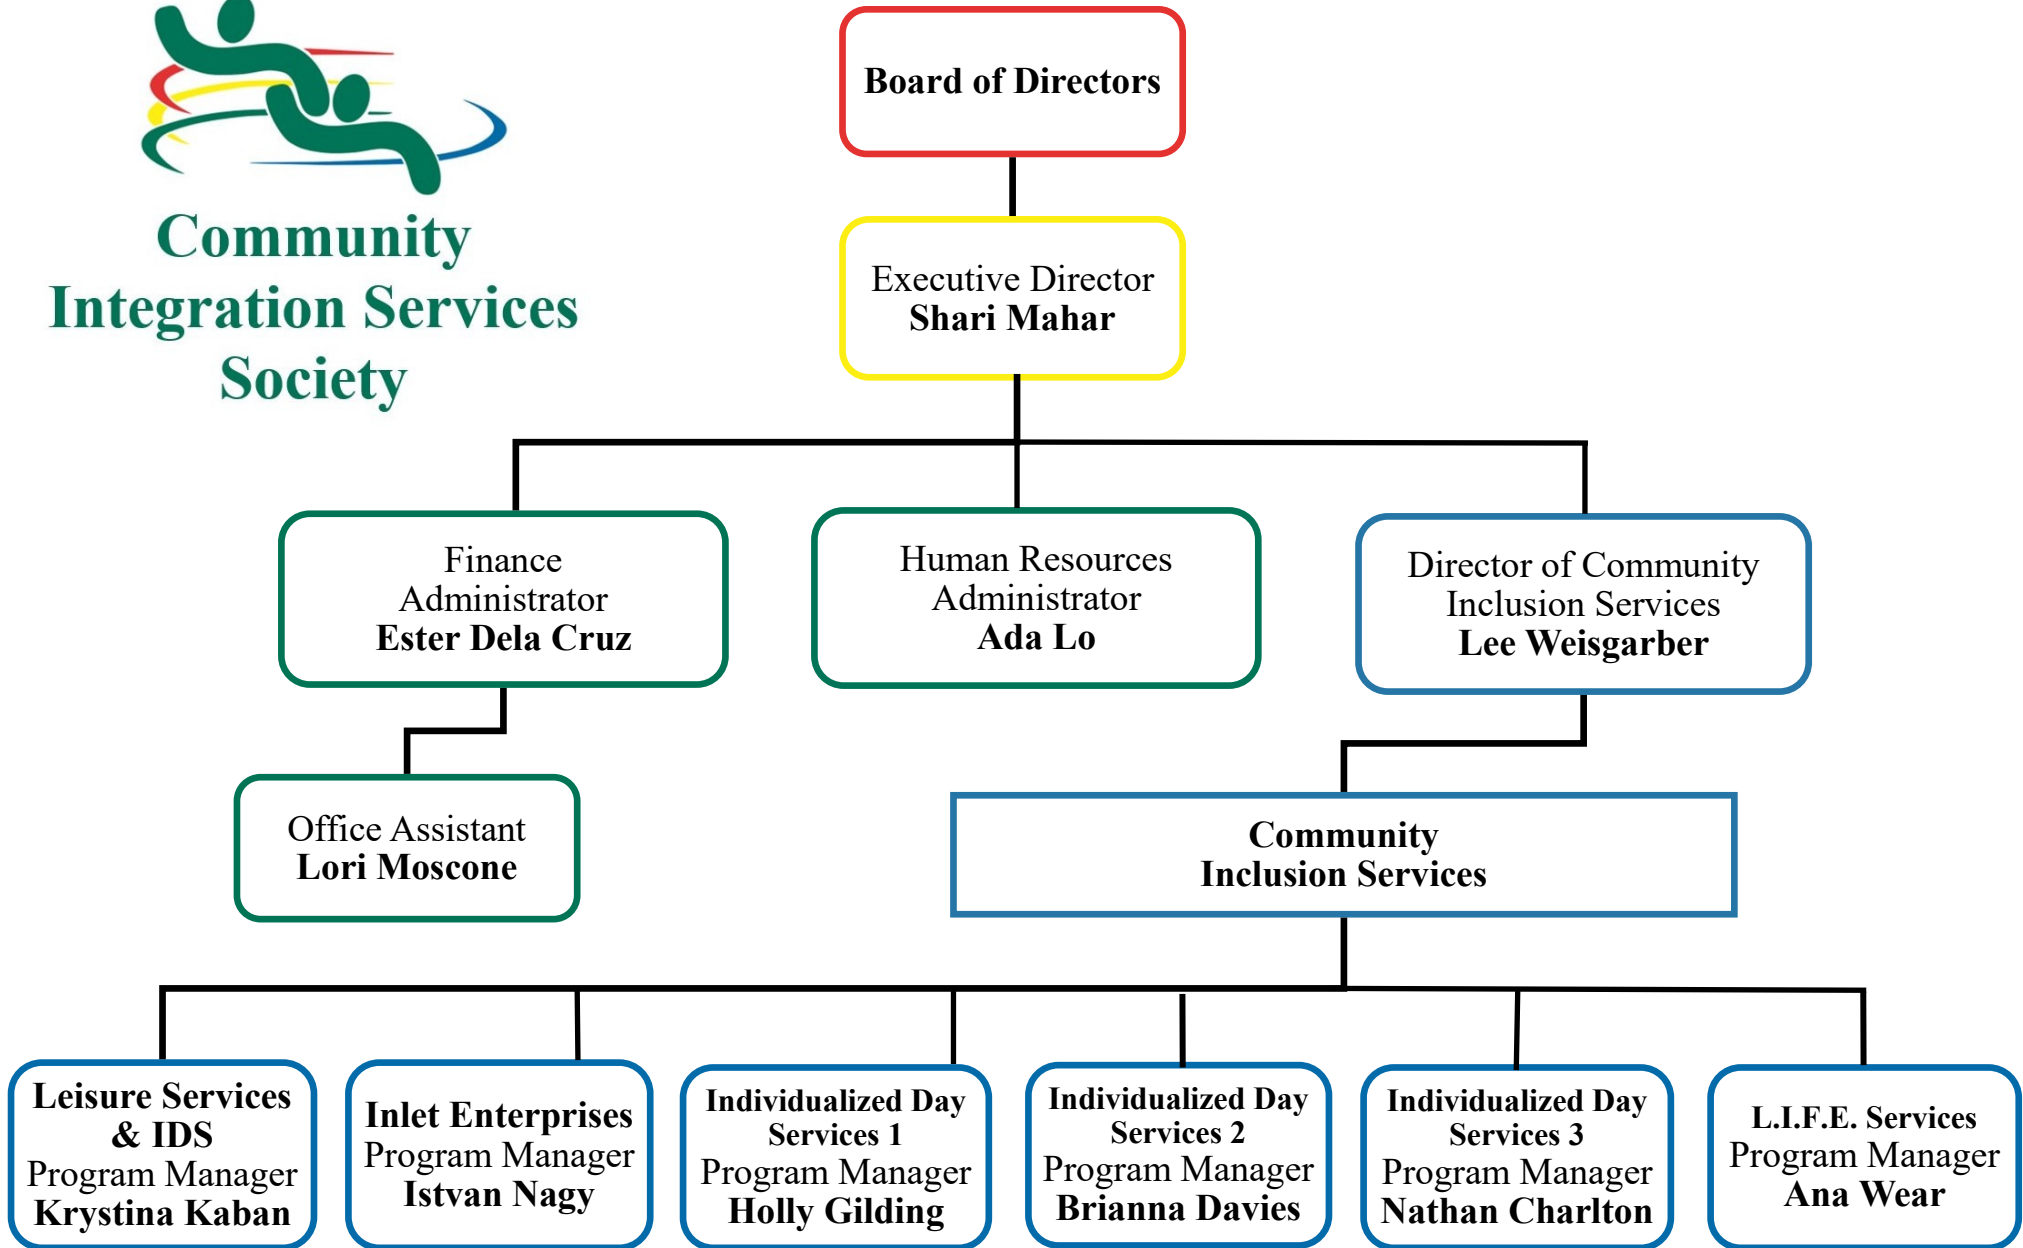 Community
Integration Services
Society
Board of Directors
Executive Director
Shari Mahar
Finance
Administrator
Ester Dela Cruz
Human Resources
Administrator
Ada Lo
Director of Community
Inclusion Services
Lee Weisgarber
Office Assistant
Lori Moscone
Community
Inclusion Services
Leisure Services
& IDS
Program Manager
Krystina Kaban
Inlet Enterprises
Program Manager
Istvan Nagy
Individualized Day
Services 1
Program Manager
Holly Gilding
Individualized Day
Services 2
Program Manager
Brianna Davies
Individualized Day
Services 3
Program Manager
Nathan Charlton
L.I.F.E. Services
Program Manager
Ana Wear